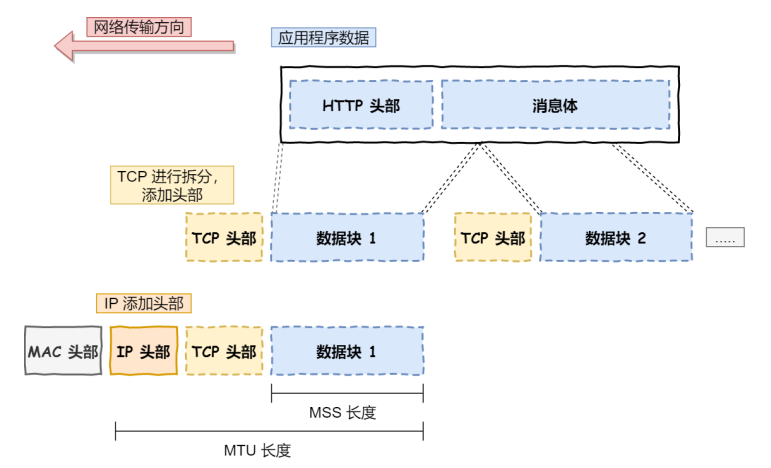 网络传输方向
应用程序数据
HTTP 头部
消息体
TCP 进行拆分，
添加头部
TCP 头部
数据块 1
TCP 头部
数据块 2
.....
IP 添加头部
MAC 头部
IP 头部
TCP 头部
数据块 1
MSS 长度
MTU 长度